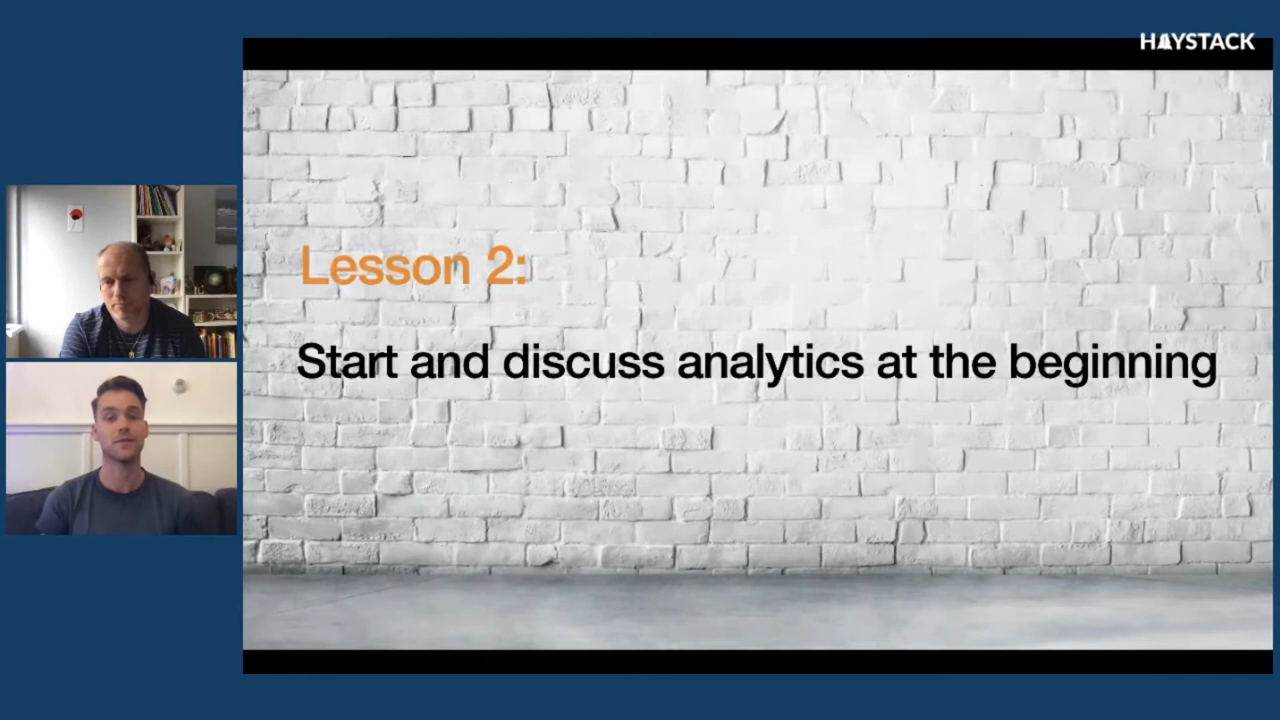 HAYSTACK
Lesson 2:
Start and discuss analytics at the beginning